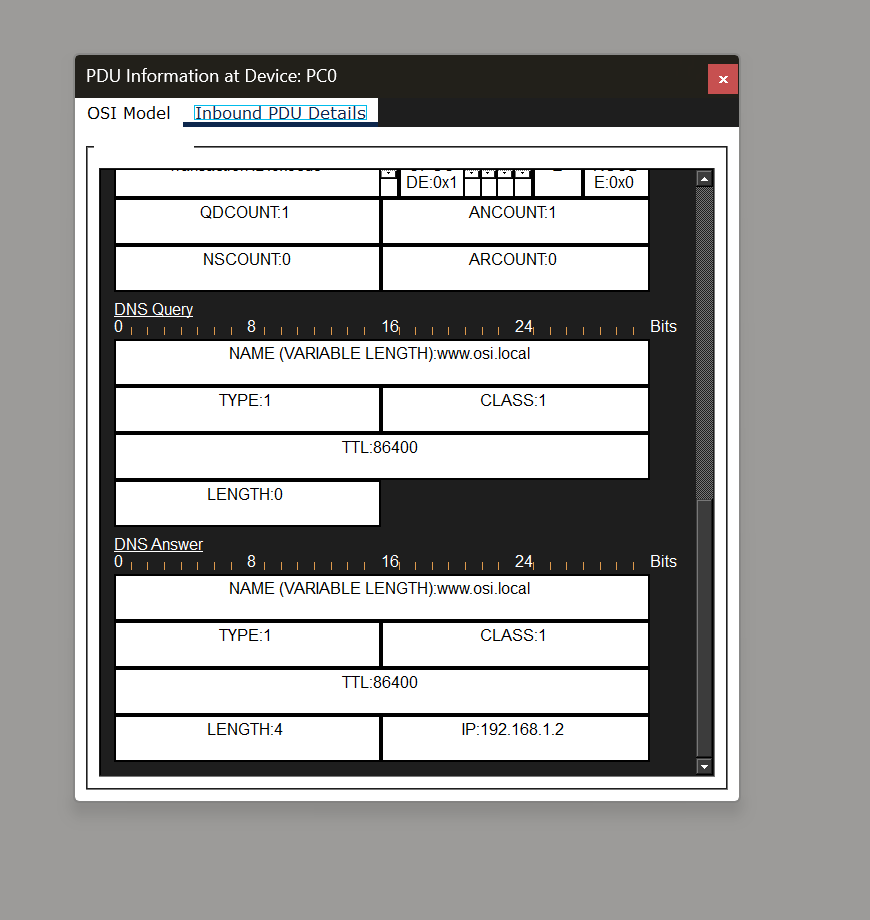 PDU Information at Device: PC0
x
OSI Model Inbound PDU Details
DE:0x1 E:0x0
QDCOUNT:1 ANCOUNT:1
NSCOUNT:0 ARCOUNT:0
DNS Query
0 8 16 24 Bits
NAME (VARIABLE LENGTH):www.osi.local
TYPE:1 CLASS:1
TTL:86400
LENGTH:0
DNS Answer
0 8 16 24 Bits
NAME (VARIABLE LENGTH):www.osi.local
TYPE:1 CLASS:1
TTL:86400
LENGTH:4 IP:192.168.1.2